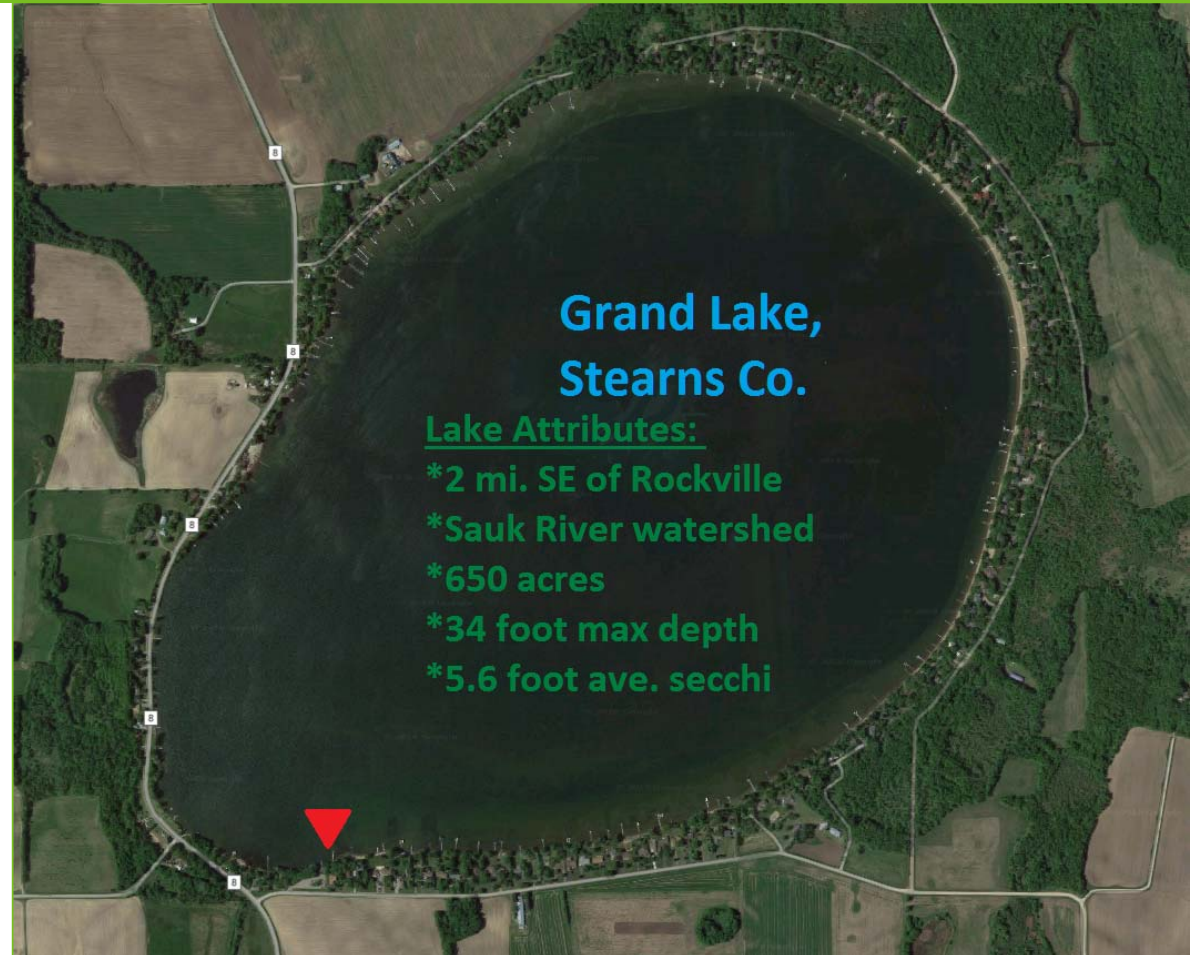 8
8
Grand Lake,
Stearns Co.
Lake Attributes:
*2 mi. SE of Rockville
*Sauk River watershed
8
*650 acres
*34 foot max depth
*5.6 foot ave. secchi
8
8